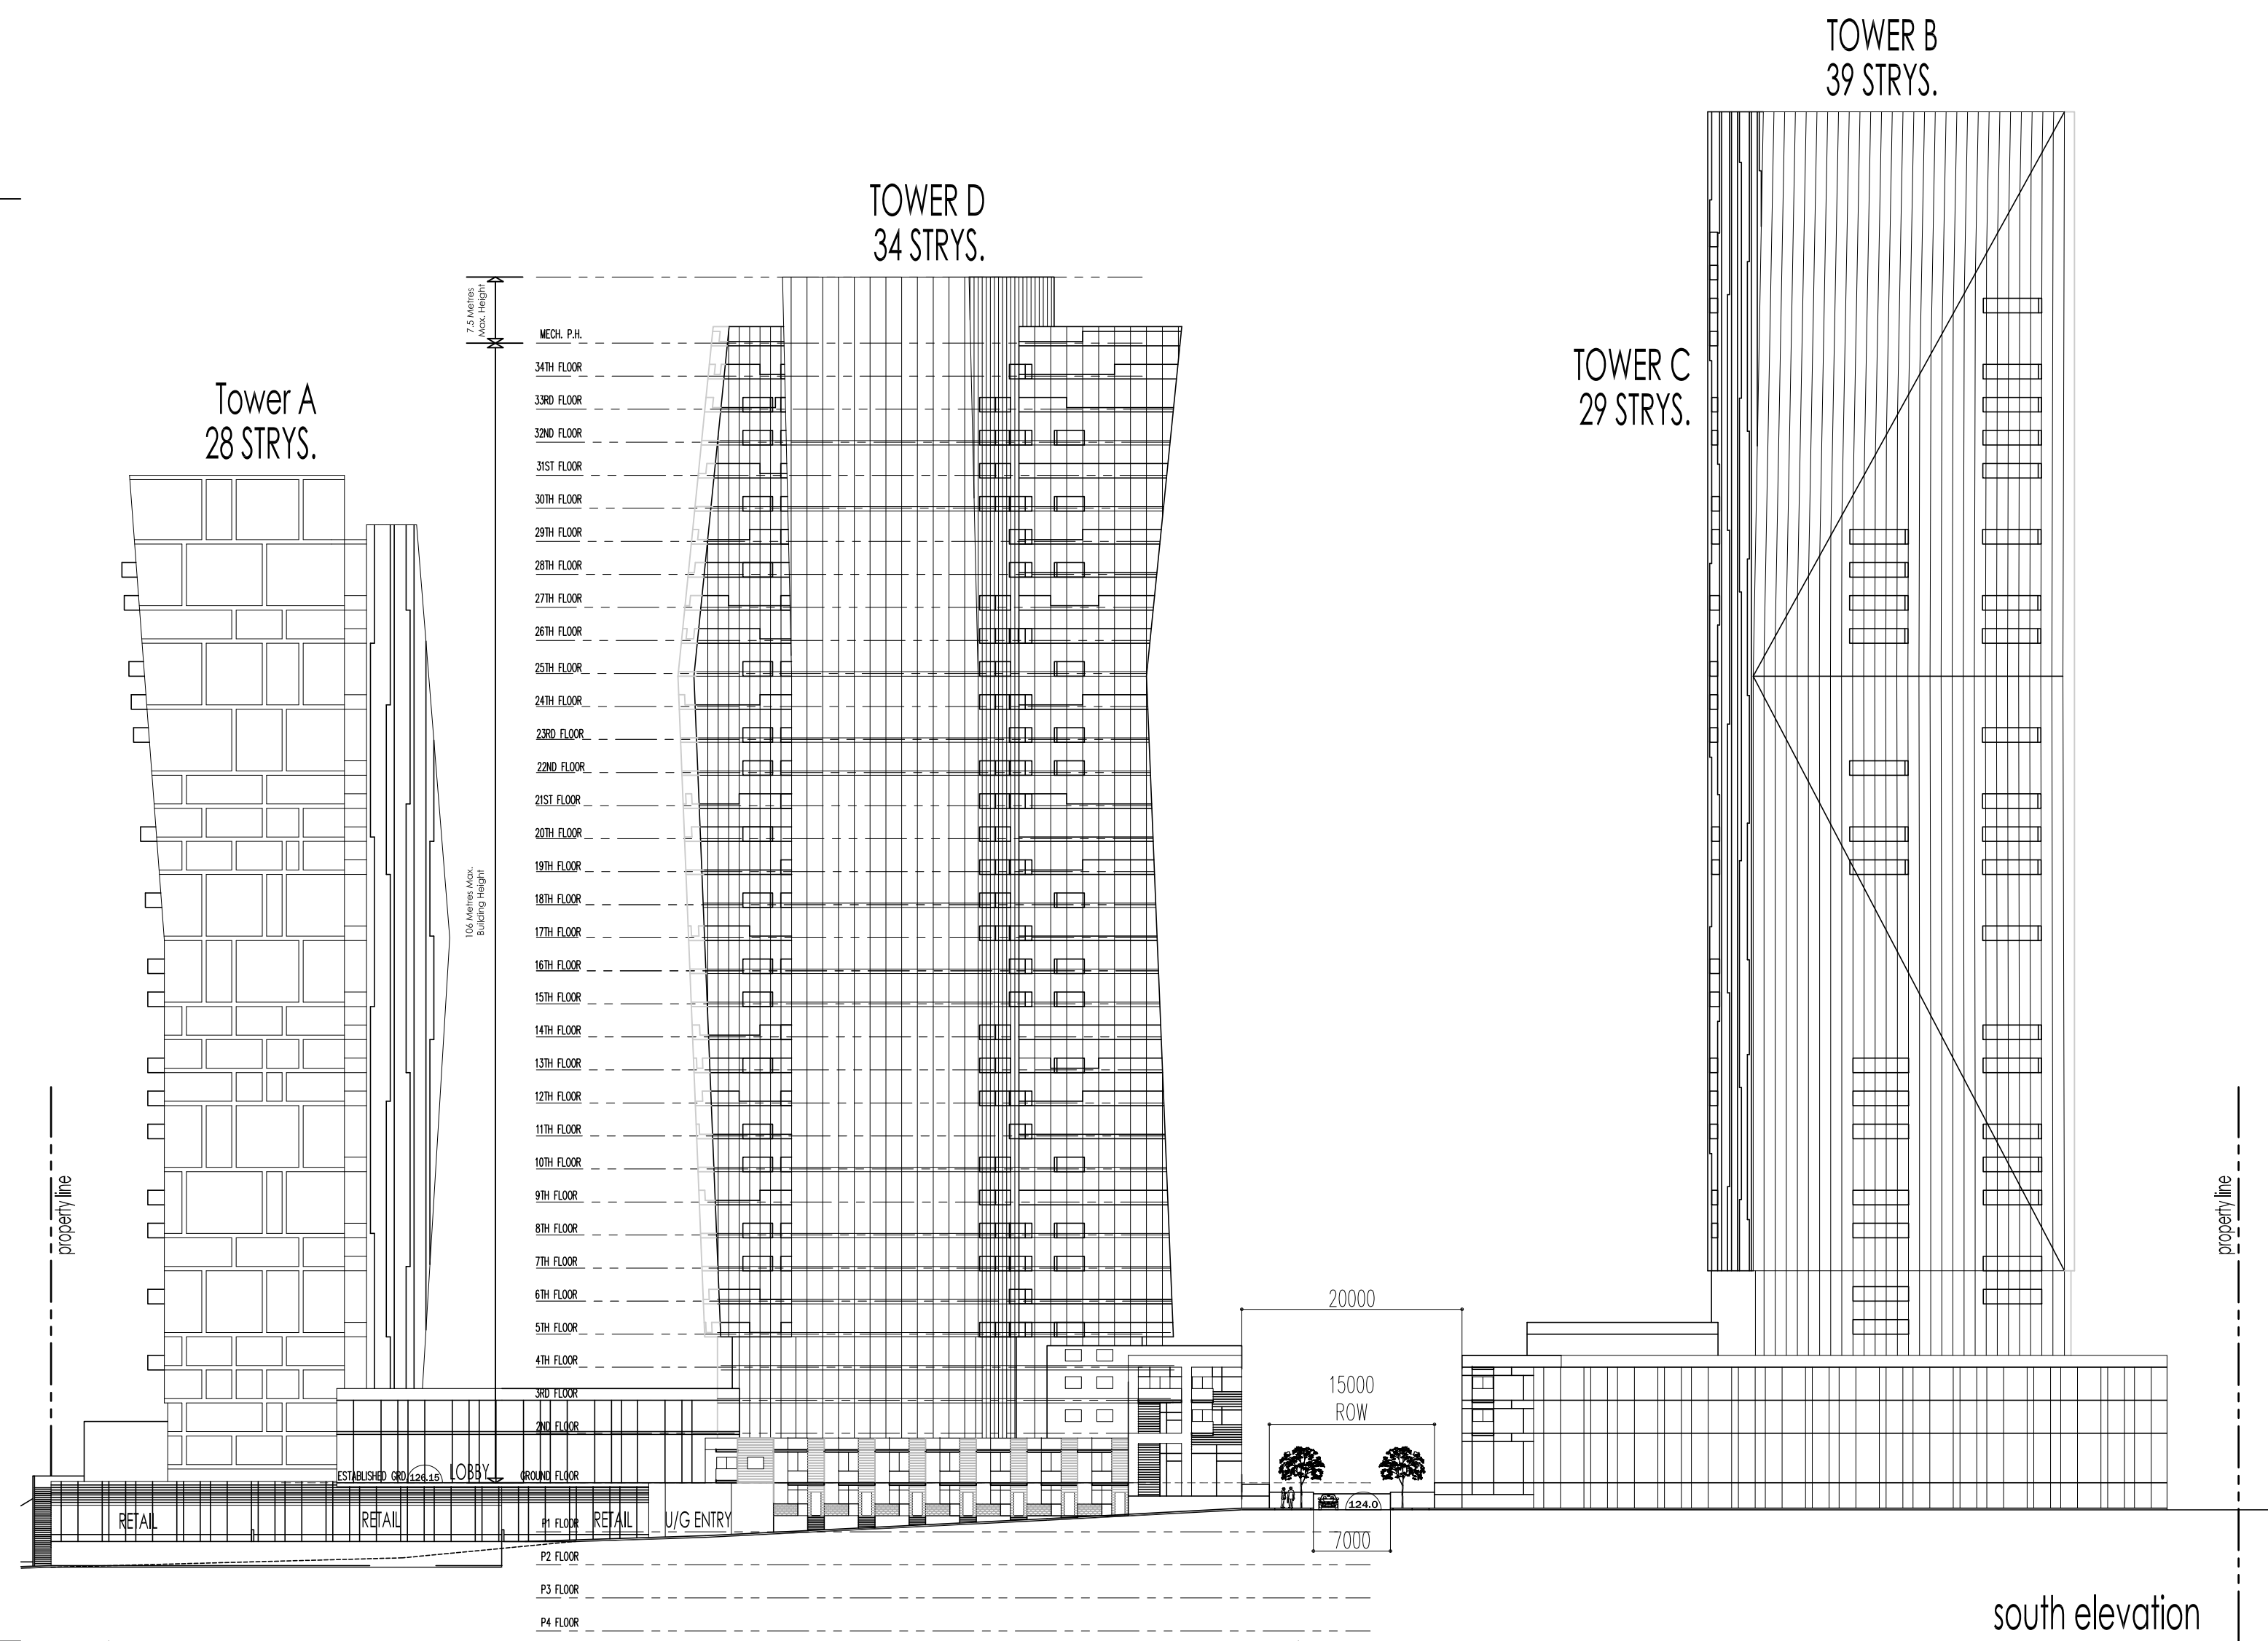 TOWER B
39 STRYS.
TOWER D
34 STRYS.
TOWER C
29 STRYS.
Tower A
28 STRYS.
7.5 Metres
Max. Height
106 Metres Max.
Building Height
MECH. P.H.
34TH FLOOR
33RD FLOOR
32ND FLOOR
31ST FLOOR
30TH FLOOR
29TH FLOOR
28TH FLOOR
27TH FLOOR
26TH FLOOR
25TH FLOOR
24TH FLOOR
23RD FLOOR
22ND FLOOR
21ST FLOOR
20TH FLOOR
19TH FLOOR
18TH FLOOR
17TH FLOOR
16TH FLOOR
15TH FLOOR
14TH FLOOR
13TH FLOOR
12TH FLOOR
11TH FLOOR
10TH FLOOR
9TH FLOOR
8TH FLOOR
7TH FLOOR
6TH FLOOR
5TH FLOOR
4TH FLOOR
3RD FLOOR
2ND FLOOR
ESTABLISHED GRD. 126.15 LOBBY GROUND FLOOR
RETAIL RETAIL RETAIL U/G ENTRY
P1 FLOOR
P2 FLOOR
P3 FLOOR
P4 FLOOR
property line
property line
20000
15000
ROW
124.0
7000
south elevation